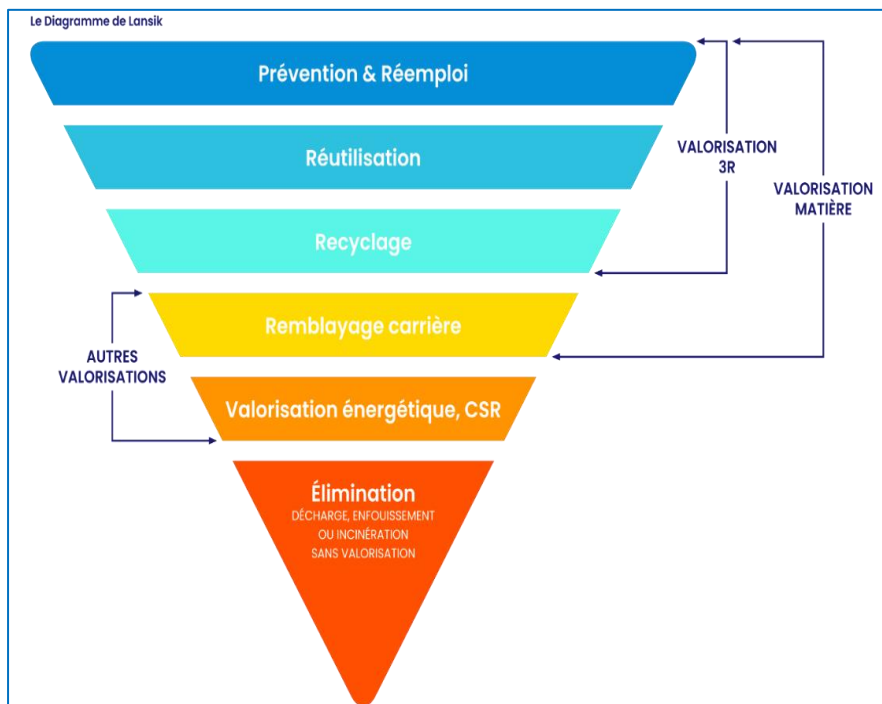 Le Diagramme de Lansik
Prévention & Réemploi
Réutilisation
Recyclage
Remblayage carrière
Valorisation énergétique, CSR
Élimination
DÉCHARGE, ENFOUISSEMENT
OU INCINÉRATION
SANS VALORISATION
VALORISATION
3R
VALORISATION
MATIÈRE
AUTRES
VALORISATIONS